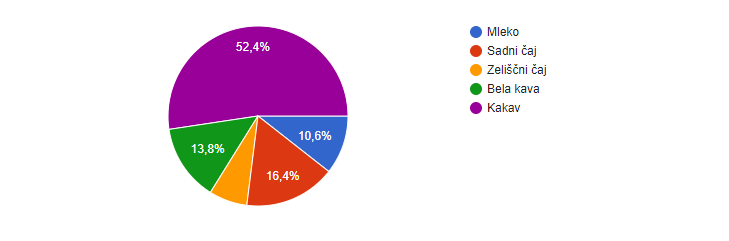 52,4%
10,6%
13,8%
16,4%
Mleko
Sadni čaj
Zeliščni čaj
Bela kava
Kakav